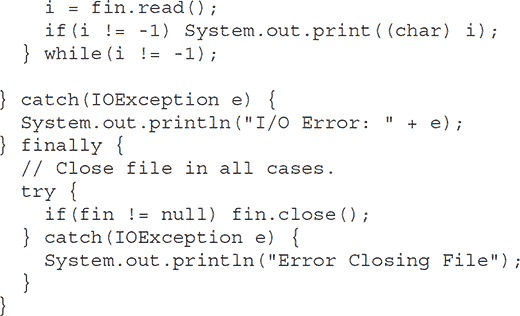 i = fin.read();
    if(i != -1) System.out.print((char) i);
  } while(i != -1);

} catch(IOException e) {
  System.out.println("I/O Error: " + e);
} finally {
  // Close file in all cases.
  try {
    if(fin != null) fin.close();
  } catch(IOException e) {
    System.out.println("Error Closing File");
  }
}